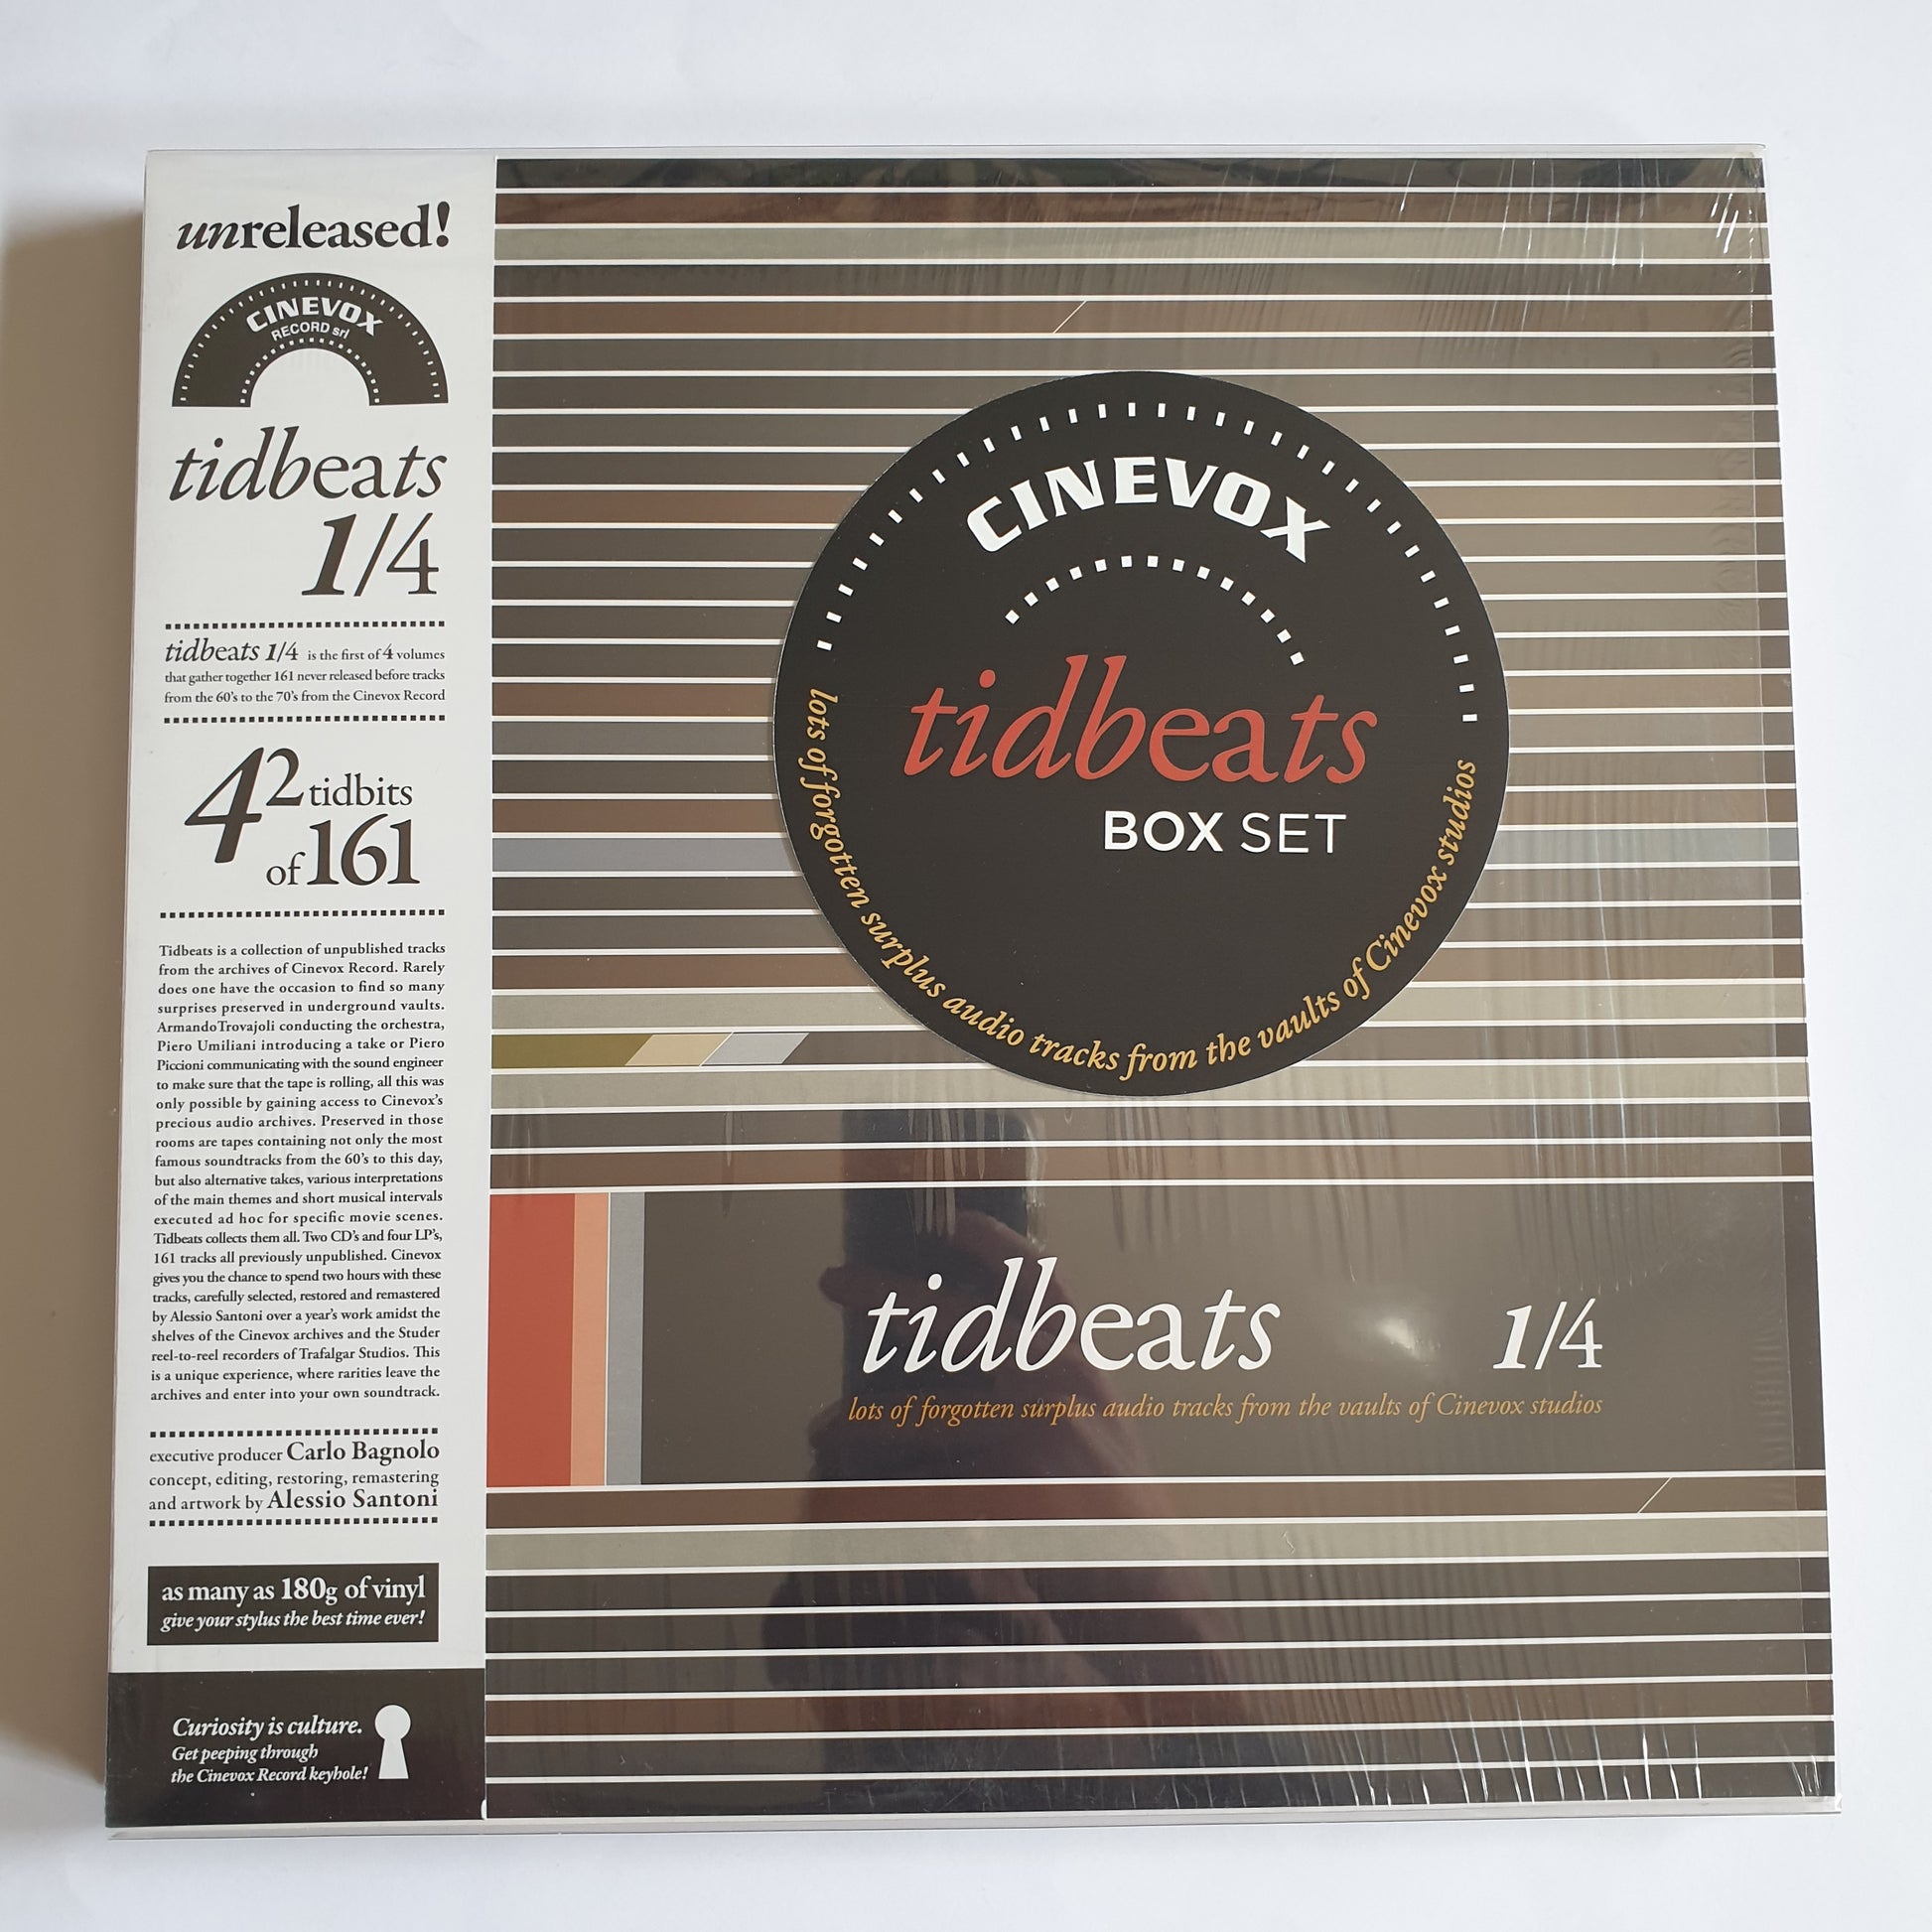 unreleased!
CINEVOX
RECORD srl
tidbeats
1/4
tidbeats 1/4 is the first of 4 volumes
that gather together 161 never released before tracks
from the 60's to the 70's from the Cinevox Record
42 tidbits
of 161
Tidbeats is a collection of unpublished tracks
from the archives of Cinevox Record. Rarely
does one have the occasion to find so many
surprises preserved in underground vaults.
Armando Trovajoli conducting the orchestra,
Piero Umiliani introducing a take or Piero
Piccioni communicating with the sound engineer
to make sure that the tape is rolling, all this was
only possible by gaining access to Cinevox's
precious audio archives. Preserved in those
rooms are tapes containing not only the most
famous soundtracks from the 60's to this day,
but also alternative takes, various interpretations
of the main themes and short musical intervals
executed ad hoc for specific movie scenes.
Tidbeats collects them all. Two CD's and four LP's,
161 tracks all previously unpublished. Cinevox
gives you the chance to spend two hours with these
tracks, carefully selected, restored and remastered
by Alessio Santoni over a year's work amidst the
shelves of the Cinevox archives and the Studer
reel-to-reel recorders of Trafalgar Studios. This
is a unique experience, where rarities leave the
archives and enter into your own soundtrack.
executive producer Carlo Bagnolo
concept, editing, restoring, remastering
and artwork by Alessio Santoni
as many as 180g of vinyl
give your stylus the best time ever!
Curiosity is culture.
Get peeping through
the Cinevox Record keyhole!
CINEVOX
tidbeats
BOX SET
lots of forgotten surplus audio tracks from the vaults of Cinevox studios
tidbeats 1/4
lots of forgotten surplus audio tracks from the vaults of Cinevox studios